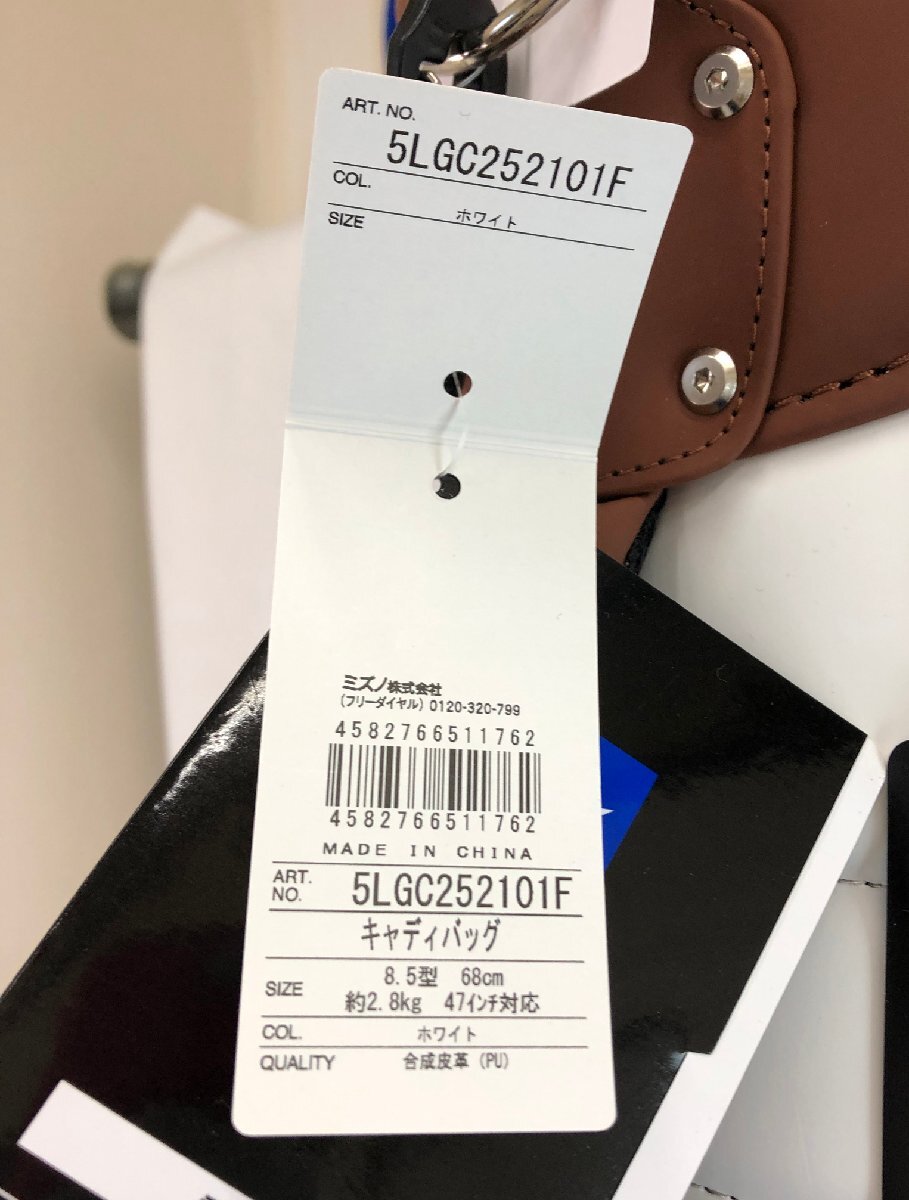 ART. NO.
5LGC252101F
COL.
ホワイト
SIZE
ミズノ株式会社
(フリーダイヤル) 0120-320-799
4582766511762
4582766511762
MADE IN CHINA
ART. NO.
5LGC252101F
キャディバッグ
SIZE
8.5型 68cm
約2.8kg 47インチ対応
COL.
ホワイト
QUALITY
合成皮革 (PU)